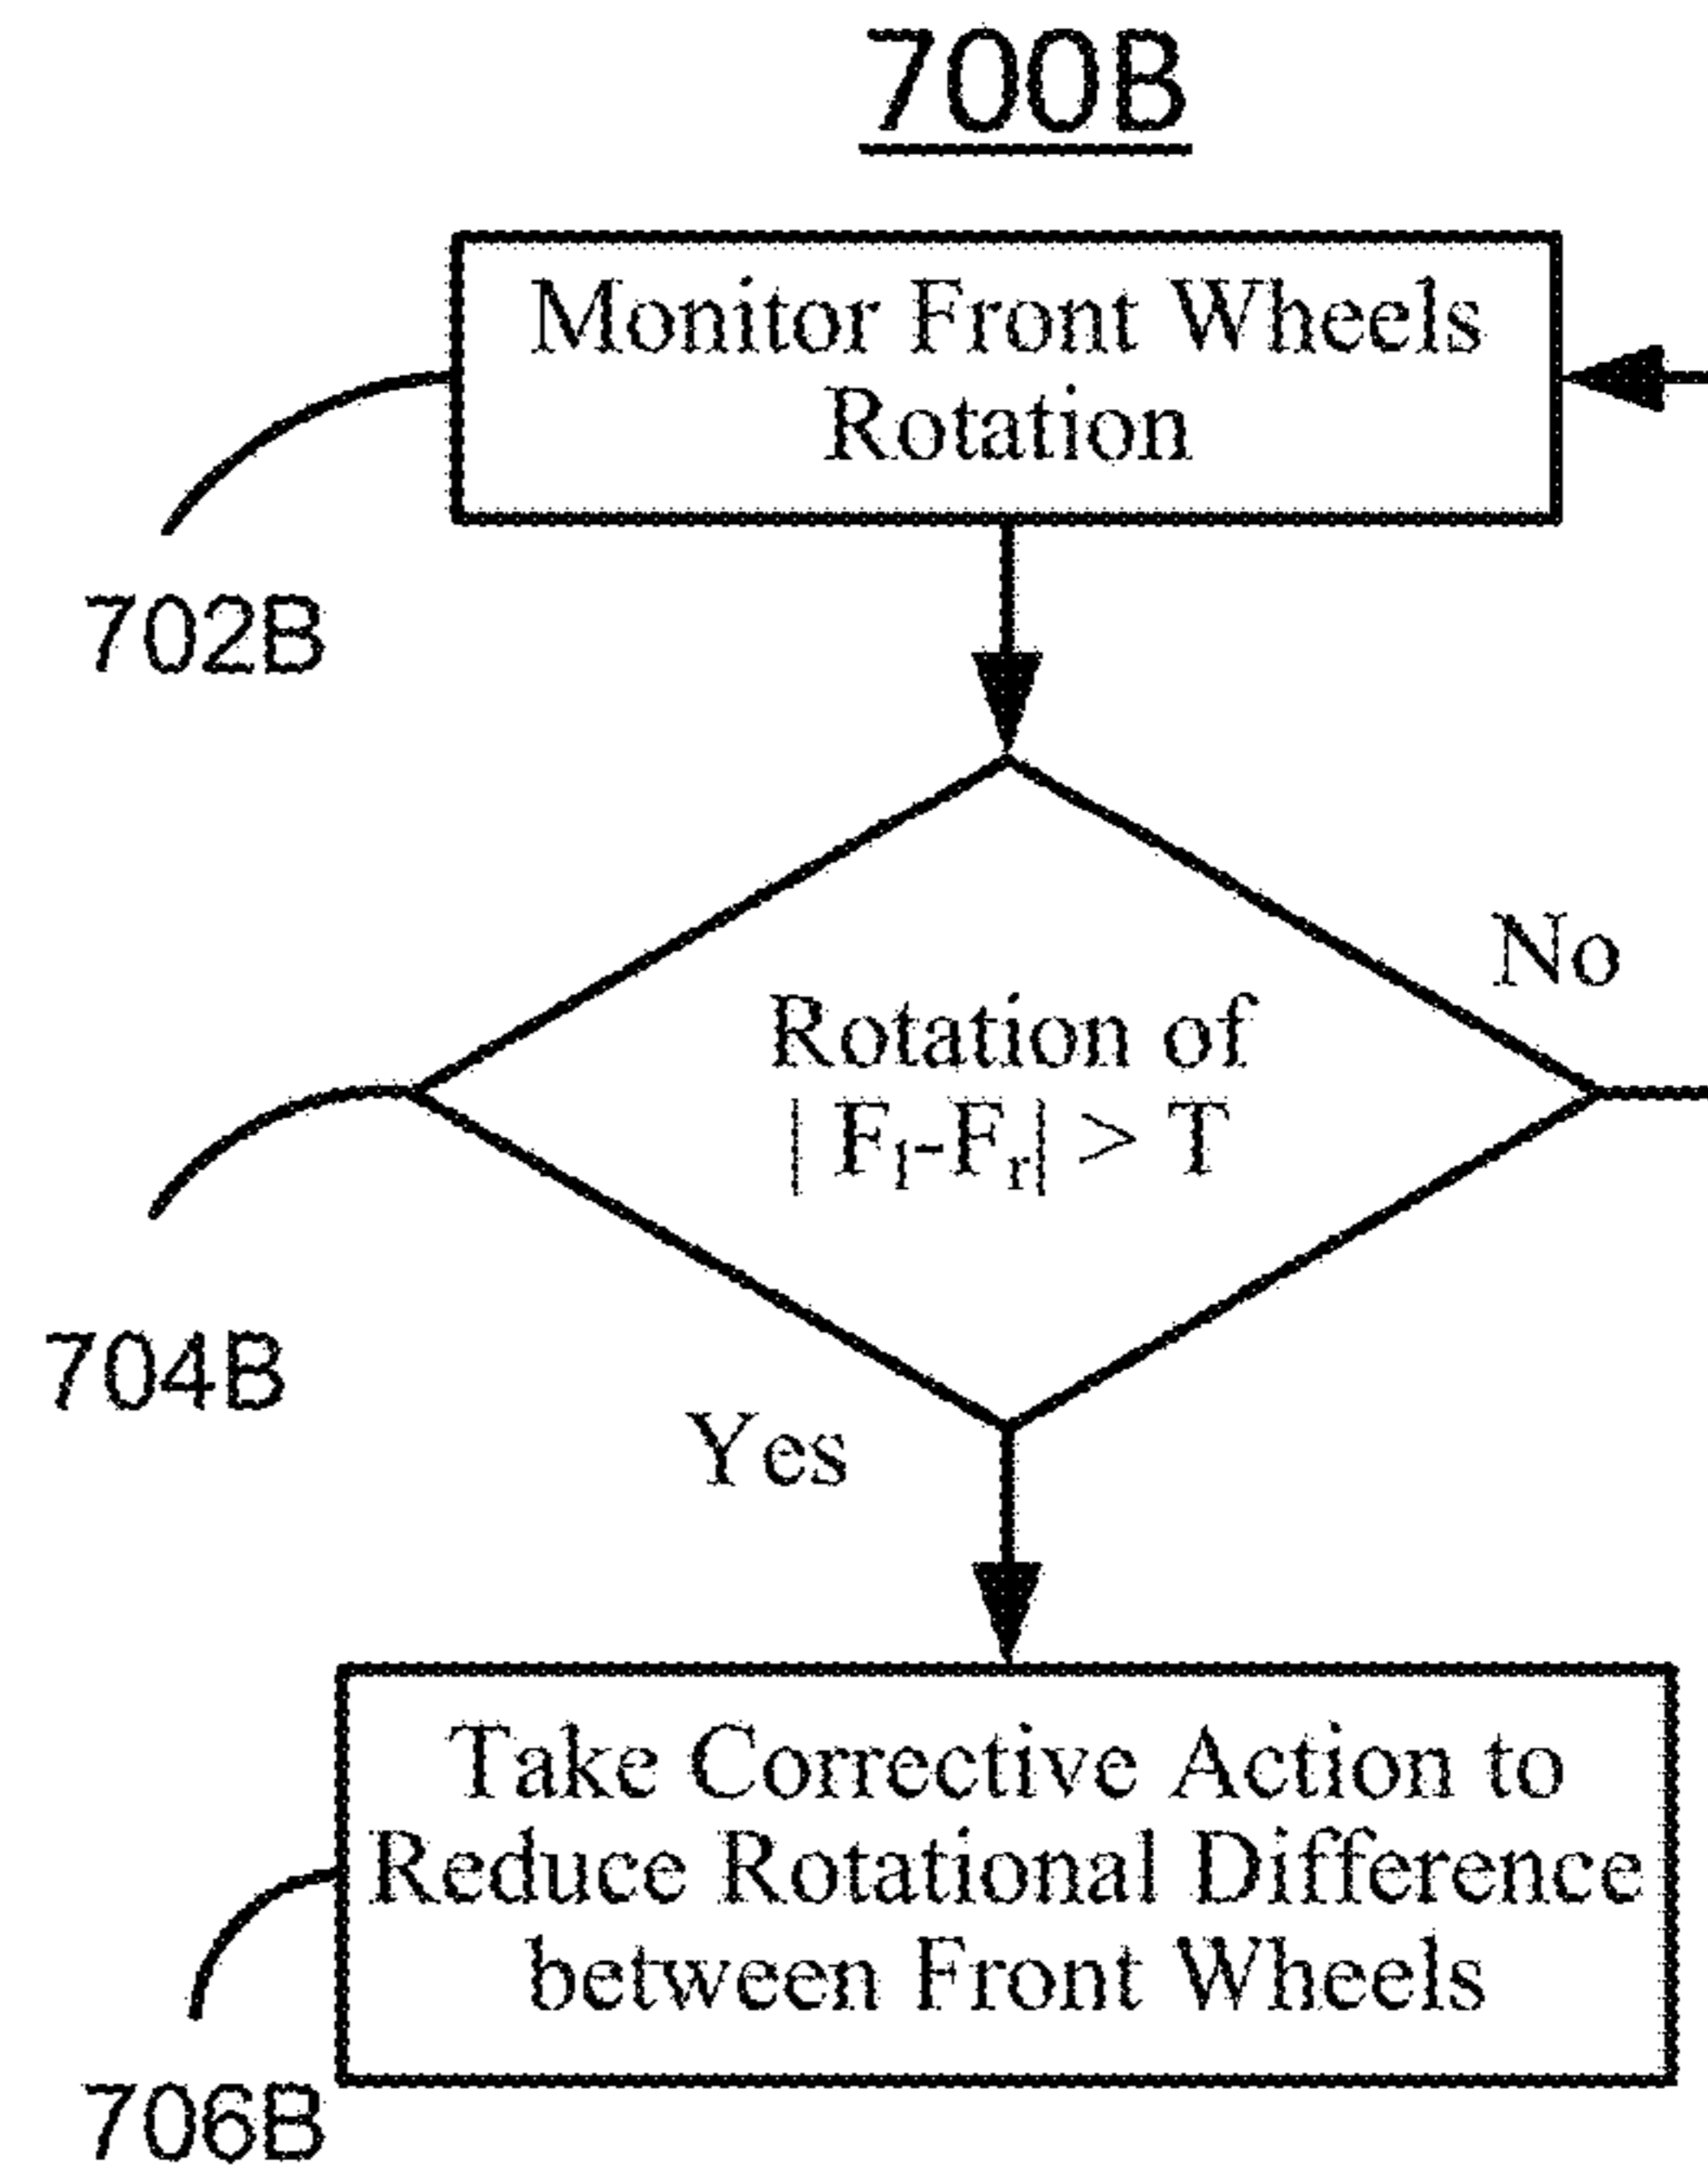 700B
Monitor Front Wheels
Rotation
702B
No
Rotation of
| Fl-Fr| > T
704B
Yes
Take Corrective Action to
Reduce Rotational Difference
between Front Wheels
706B